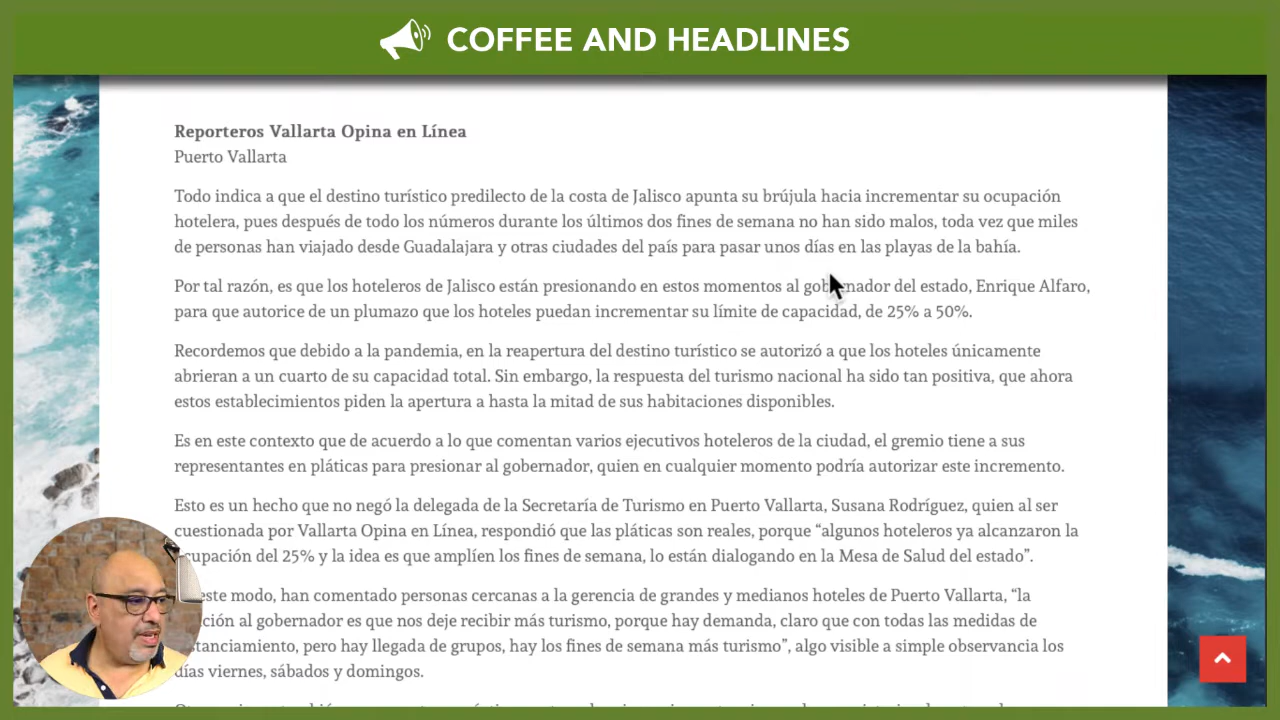 COFFEE AND HEADLINES
Reporteros Vallarta Opina en Línea
Puerto Vallarta
Todo indica a que el destino turístico predilecto de la costa de Jalisco apunta su brújula hacia incrementar su ocupación
hotelera, pues después de todo los números durante los últimos dos fines de semana no han sido malos, toda vez que miles
de personas han viajado desde Guadalajara y otras ciudades del país para pasar unos días en las playas de la bahía.
Por tal razón, es que los hoteleros de Jalisco están presionando en estos momentos al gobernador del estado, Enrique Alfaro,
para que autorice de un plumazo que los hoteles puedan incrementar su límite de capacidad, de 25% a 50%.
Recordemos que debido a la pandemia, en la reapertura del destino turístico se autorizó a que los hoteles únicamente
abrieran a un cuarto de su capacidad total. Sin embargo, la respuesta del turismo nacional ha sido tan positiva, que ahora
estos establecimientos piden la apertura a hasta la mitad de sus habitaciones disponibles.
Es en este contexto que de acuerdo a lo que comentan varios ejecutivos hoteleros de la ciudad, el gremio tiene a sus
representantes en pláticas para presionar al gobernador, quien en cualquier momento podría autorizar este incremento.
Esto es un hecho que no negó la delegada de la Secretaría de Turismo en Puerto Vallarta, Susana Rodríguez, quien al ser
cuestionada por Vallarta Opina en Línea, respondió que las pláticas son reales, porque “algunos hoteleros ya alcanzaron la
ocupación del 25% y la idea es que amplíen los fines de semana, lo están dialogando en la Mesa de Salud del estado”.
este modo, han comentado personas cercanas a la gerencia de grandes y medianos hoteles de Puerto Vallarta, “la
al gobernador es que nos deje recibir más turismo, porque hay demanda, claro que con todas las medidas de
distanciamiento, pero hay llegada de grupos, hay los fines de semana más turismo”, algo visible a simple observancia los
días viernes, sábados y domingos.